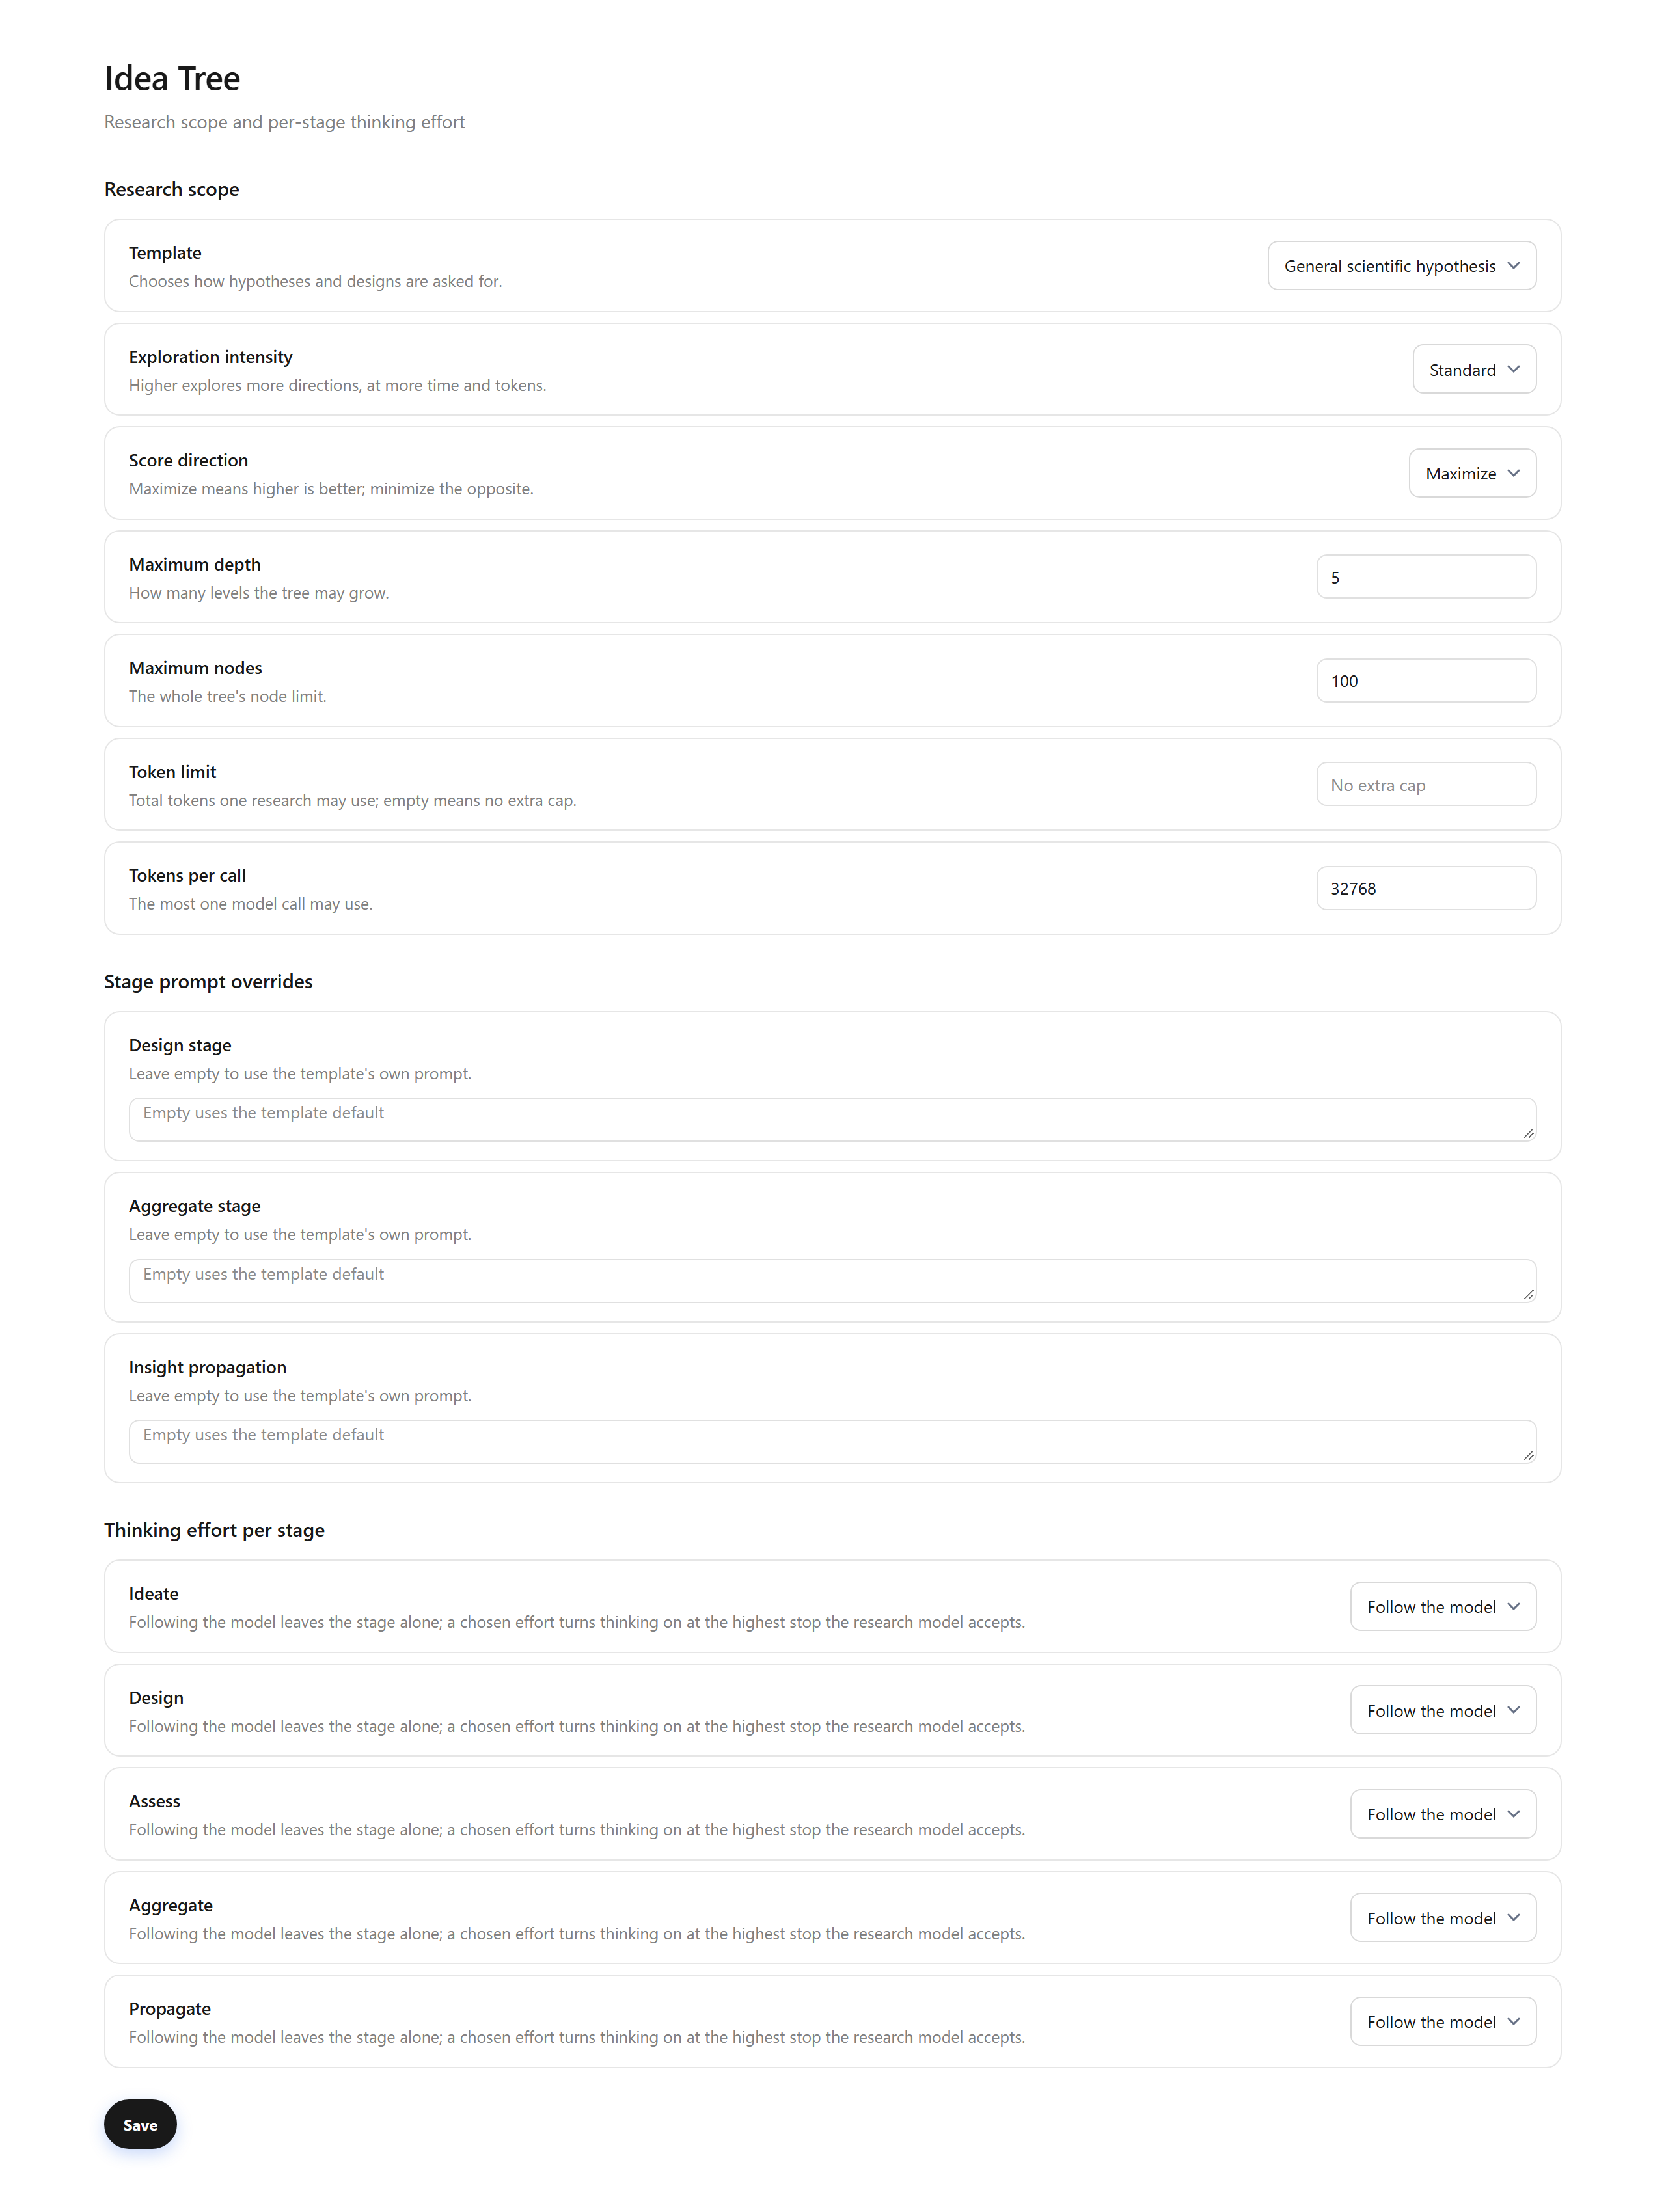 Idea Tree
Research scope and per-stage thinking effort
Research scope
Template
Chooses how hypotheses and designs are asked for.
General scientific hypothesis
Exploration intensity
Higher explores more directions, at more time and tokens.
Standard
Score direction
Maximize means higher is better; minimize the opposite.
Maximize
Maximum depth
How many levels the tree may grow.
5
Maximum nodes
The whole tree's node limit.
100
Token limit
Total tokens one research may use; empty means no extra cap.
No extra cap
Tokens per call
The most one model call may use.
32768
Stage prompt overrides
Design stage
Leave empty to use the template's own prompt.
Empty uses the template default
Aggregate stage
Leave empty to use the template's own prompt.
Empty uses the template default
Insight propagation
Leave empty to use the template's own prompt.
Empty uses the template default
Thinking effort per stage
Ideate
Following the model leaves the stage alone; a chosen effort turns thinking on at the highest stop the research model accepts.
Follow the model
Design
Following the model leaves the stage alone; a chosen effort turns thinking on at the highest stop the research model accepts.
Follow the model
Assess
Following the model leaves the stage alone; a chosen effort turns thinking on at the highest stop the research model accepts.
Follow the model
Aggregate
Following the model leaves the stage alone; a chosen effort turns thinking on at the highest stop the research model accepts.
Follow the model
Propagate
Following the model leaves the stage alone; a chosen effort turns thinking on at the highest stop the research model accepts.
Follow the model
Save